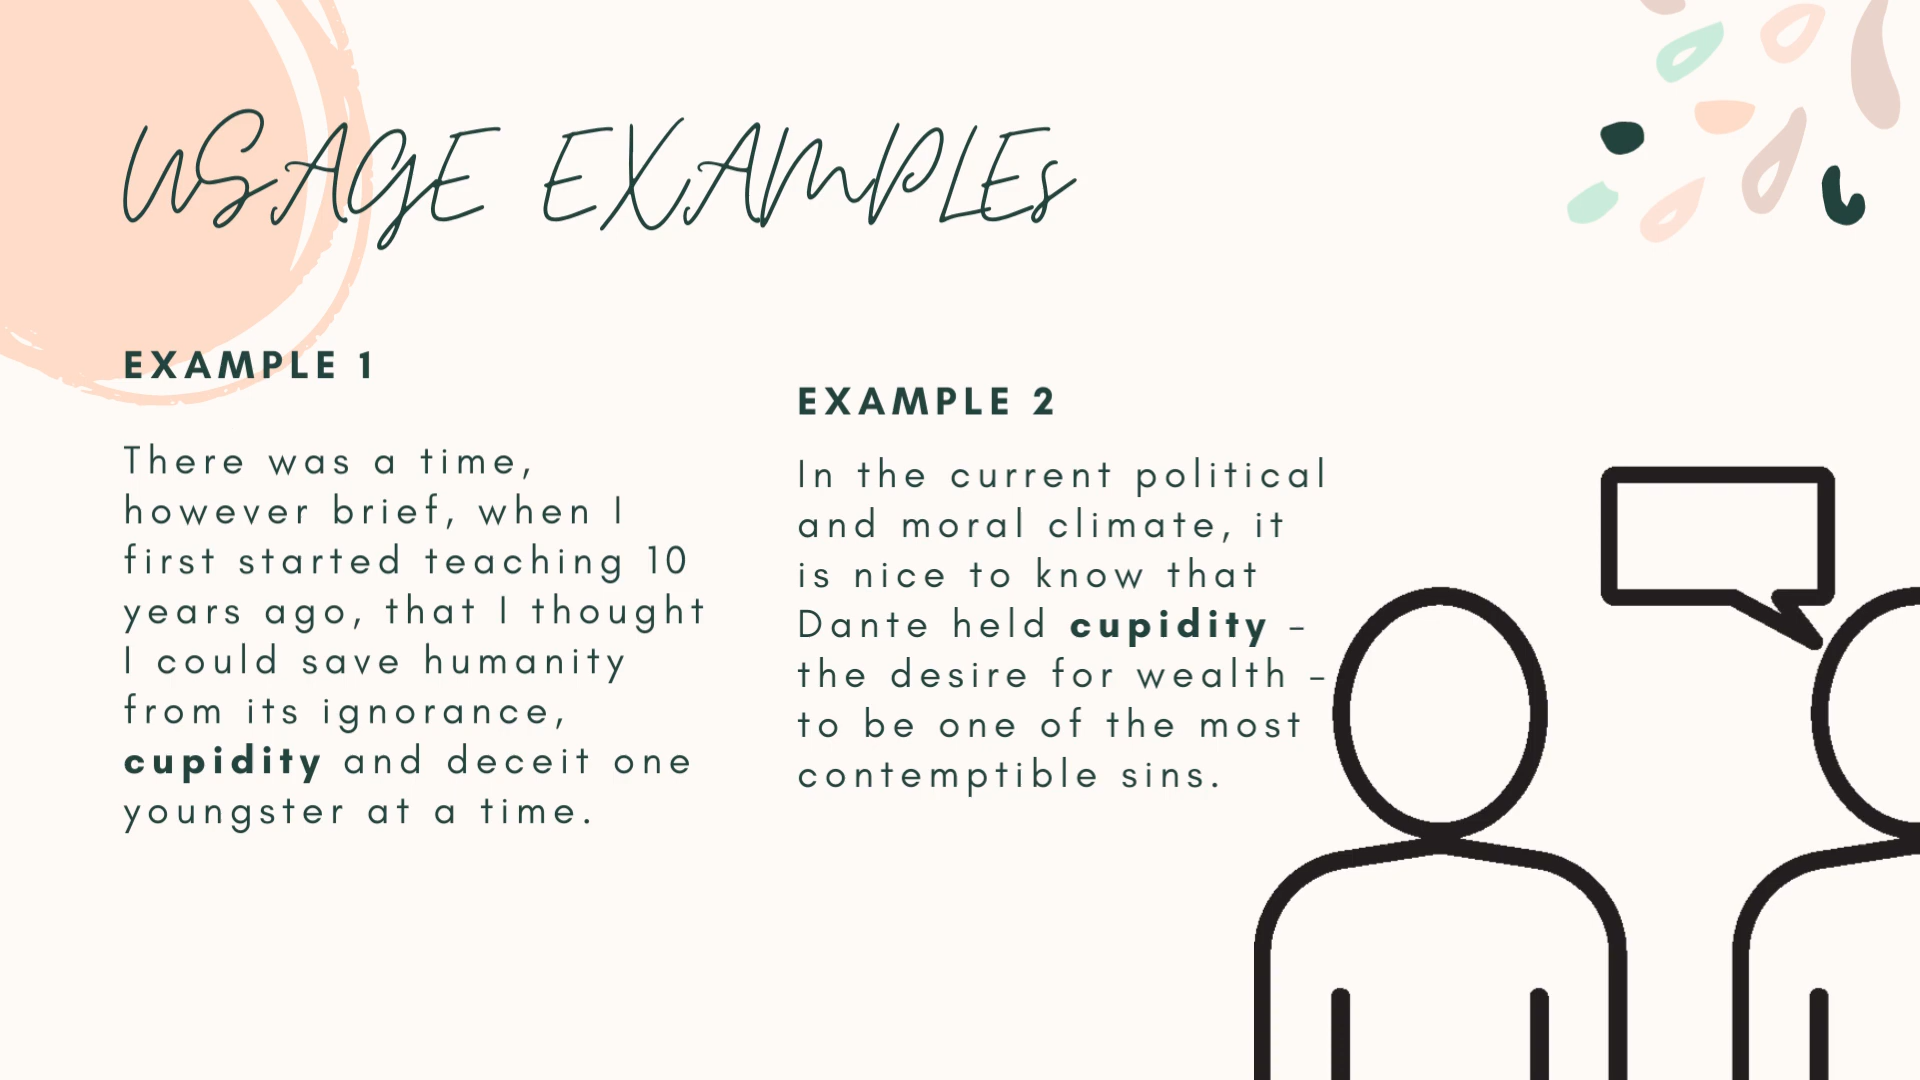 USAGE EXAMPLEs
EXAMPLE 1
There was a time,
however brief, when I
first started teaching 10
years ago, that I thought
I could save humanity
from its ignorance,
cupidity and deceit one
youngster at a time.
EXAMPLE 2
In the current political
and moral climate, it
is nice to know that
Dante held cupidity –
the desire for wealth –
to be one of the most
contemptible sins.